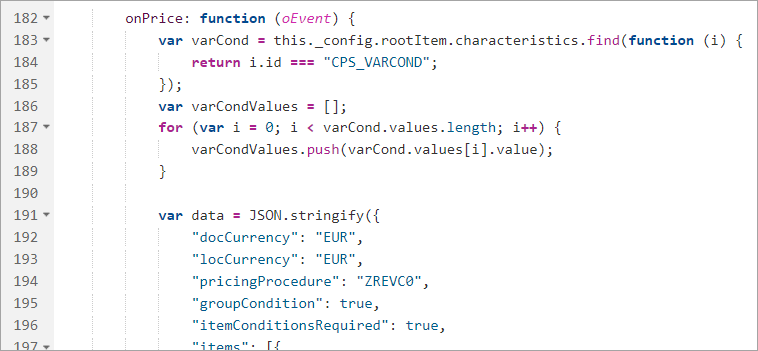 182 onPrice: function (oEvent) {
183 var varCond = this._config.rootItem.characteristics.find(function (i) {
184 return i.id === "CPS_VARCOND";
185 });
186 var varCondValues = [];
187 for (var i = 0; i < varCond.values.length; i++) {
188 varCondValues.push(varCond.values[i].value);
189 }
190
191 var data = JSON.stringify({
192 "docCurrency": "EUR",
193 "locCurrency": "EUR",
194 "pricingProcedure": "ZREVC0",
195 "groupCondition": true,
196 "itemConditionsRequired": true,
197 "items": [{